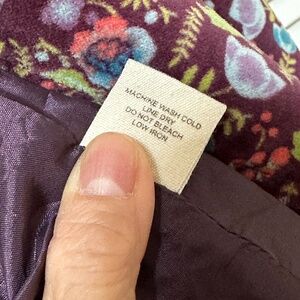 MACHINE WASH COLD
LINE DRY
DO NOT BLEACH
LOW IRON